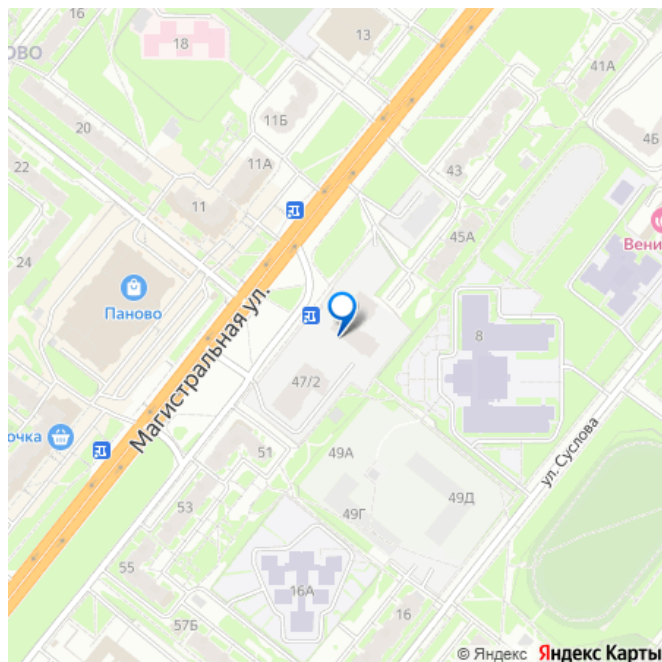 16
ОВО
18
13
41А
20
11Б
4Б
22
11А
43
11
45А
Вени
24
Паново
Магистральная ул.
8
47/2
очка
51
49А
ул. Суслова
53
49Д
49Г
55
16А
57Б
16
© Яндекс Яндекс Карты